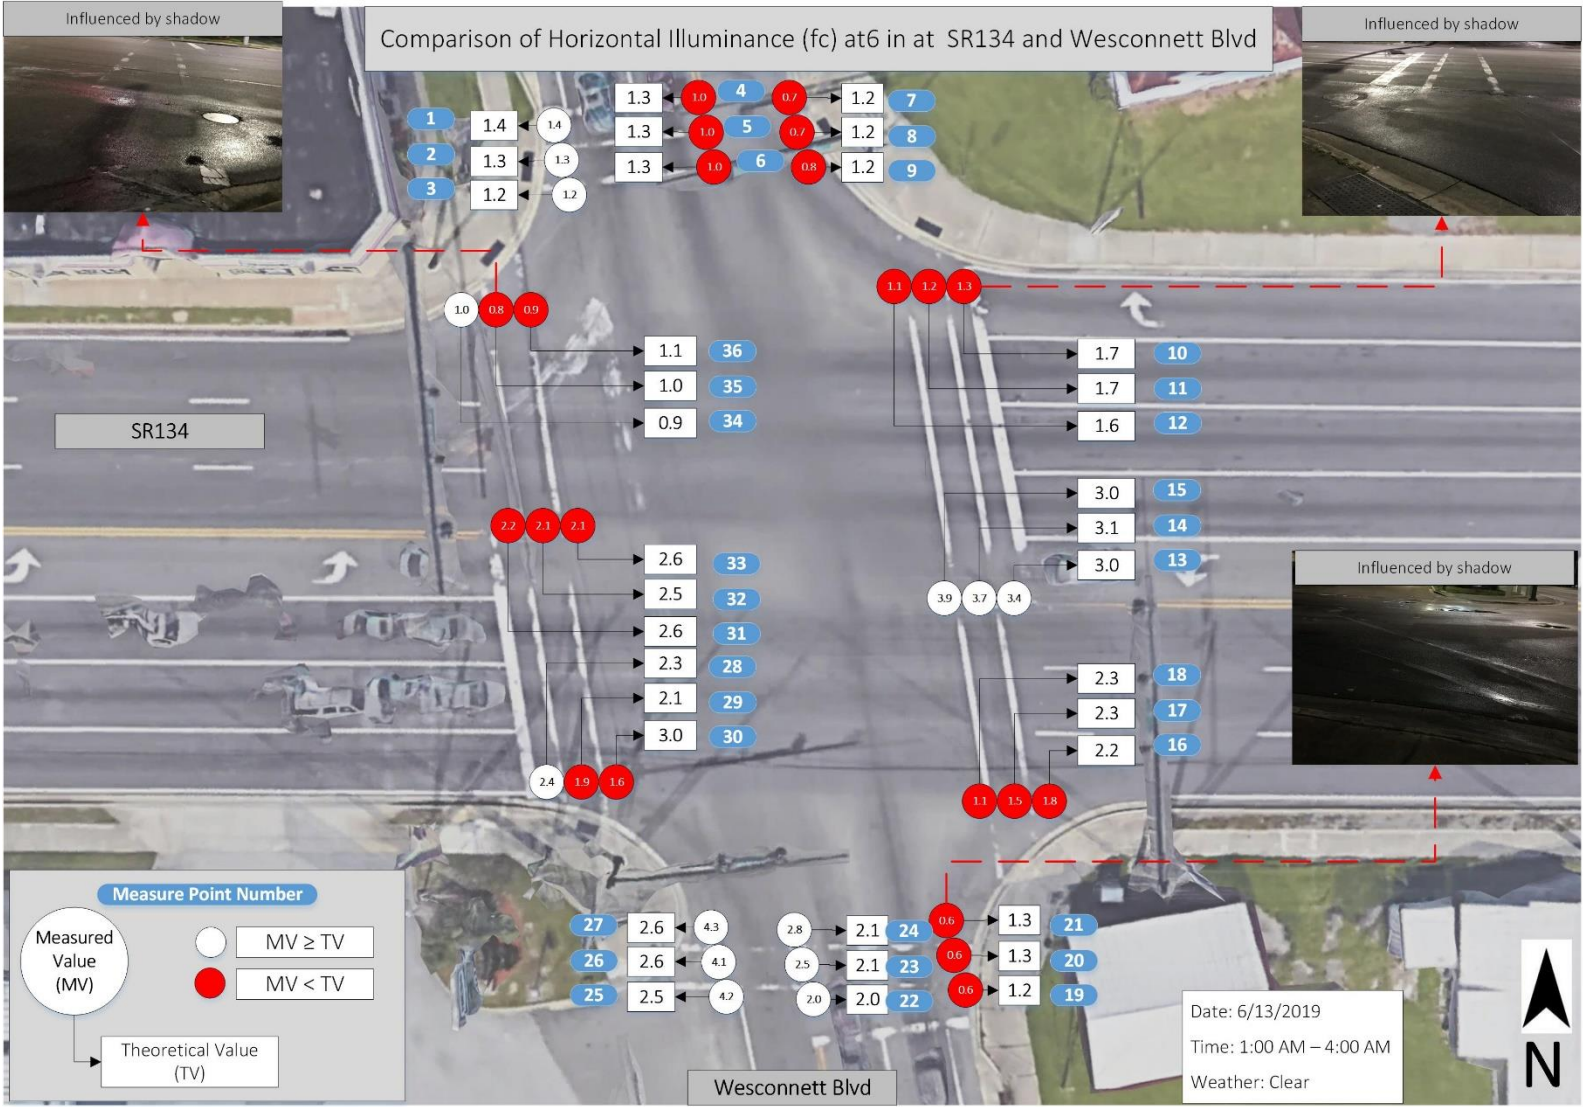 Influenced by shadow
Comparison of Horizontal Illuminance (fc) at6 in at SR134 and Wesconnett Blvd
Influenced by shadow
1 1.4 1.4
2 1.3 1.3
3 1.2 1.2
1.3 1.0 4 0.7 1.2 7
1.3 1.0 5 0.7 1.2 8
1.3 1.0 6 0.8 1.2 9
1.0 0.8 0.9
1.1 36
1.0 35
0.9 34
1.1 1.2 1.3
1.7 10
1.7 11
1.6 12
SR134
2.2 2.1 2.1
2.6 33
2.5 32
2.6 31
2.3 28
2.1 29
3.0 30
2.4 1.9 1.6
3.0 15
3.1 14
3.0 13
3.9 3.7 3.4
2.3 18
2.3 17
2.2 16
1.1 1.5 1.8
Influenced by shadow
27 2.6 4.3
26 2.6 4.1
25 2.5 4.2
2.8 2.1 24 0.6 1.3 21
2.5 2.1 23 0.6 1.3 20
2.0 2.0 22 0.6 1.2 19
Measure Point Number
Measured
Value
(MV)
MV ≥ TV
MV < TV
Theoretical Value
(TV)
Wesconnett Blvd
Date: 6/13/2019
Time: 1:00 AM – 4:00 AM
Weather: Clear
N